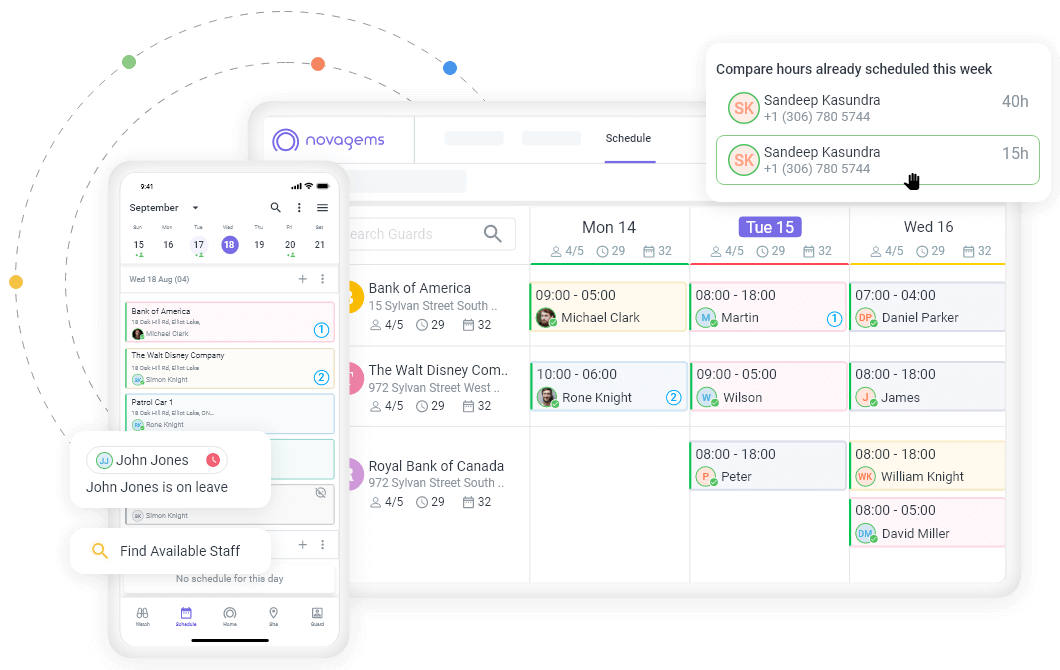 Compare hours already scheduled this week
SK
Sandeep Kasundra
40h
+1 (306) 780 5744
SK
Sandeep Kasundra
15h
+1 (306) 780 5744
novagems
Schedule
earch Guards
Mon 14
4/5 29 32
Tue 15
4/5 29 32
Wed 16
4/5 29 32
Bank of America
15 Sylvan Street South ..
4/5 29 32
09:00 - 05:00
Michael Clark
08:00 - 18:00
M Martin 1
07:00 - 04:00
DP Daniel Parker
The Walt Disney Com..
972 Sylvan Street West ..
4/5 29 32
10:00 - 06:00
Rone Knight 2
09:00 - 05:00
W Wilson
08:00 - 18:00
J James
Royal Bank of Canada
972 Sylvan Street South ..
4/5 29 32
08:00 - 18:00
P Peter
08:00 - 18:00
WK William Knight
08:00 - 05:00
DM David Miller
9:41
September
Sun Mon Tue Wed Thu Fri Sat
15 16 17 18 19 20 21
Wed 18 Aug (04)
Bank of America
18 Oak Hill Rd, Elliot Lake,
Michael Clark
1
The Walt Disney Company
18 Oak Hill Rd, Elliot Lake
SK Simon Knight
2
Patrol Car 1
18 Oak Hill Rd, Elliot Lake, ON...
RK Rone Knight
JJ John Jones
John Jones is on leave
SK Simon Knight
Find Available Staff
No schedule for this day
Watch Schedule Home Site Guard